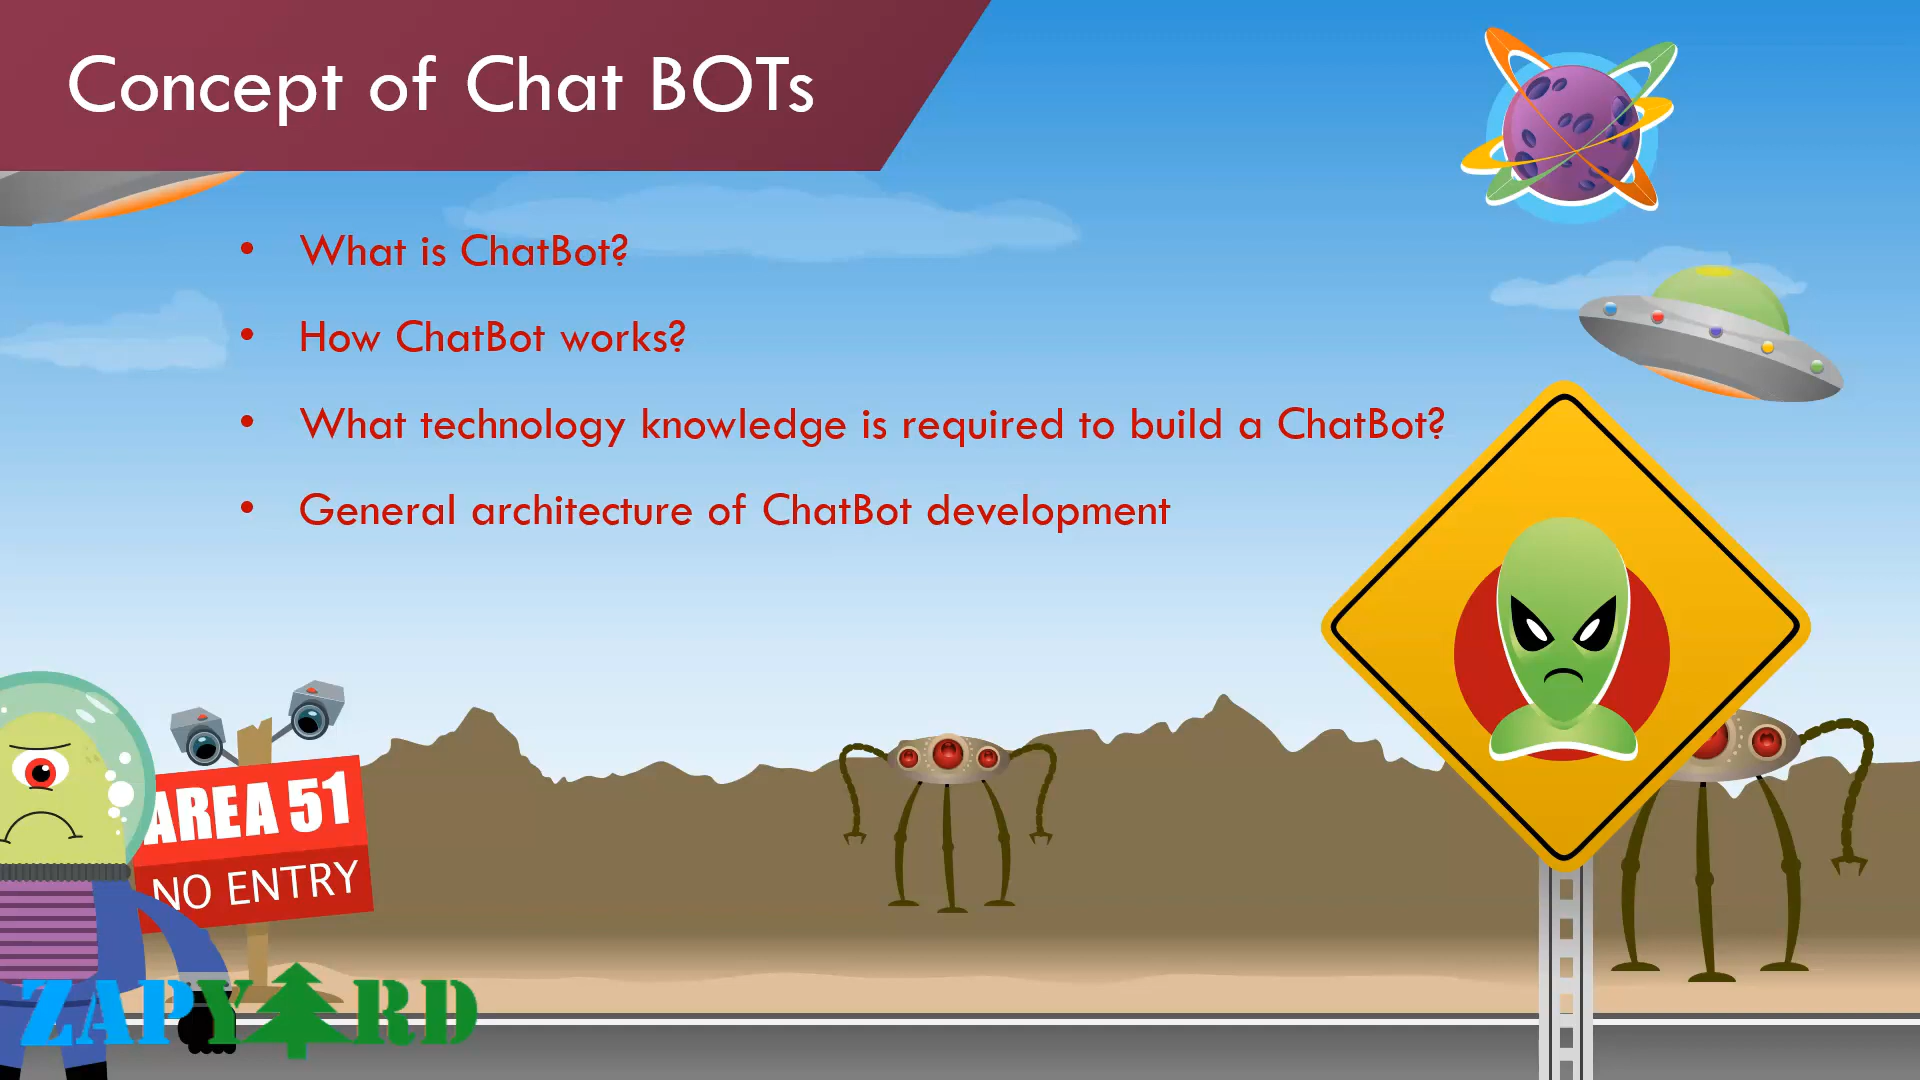 Concept of Chat BOTs
• What is ChatBot?
• How ChatBot works?
• What technology knowledge is required to build a ChatBot?
• General architecture of ChatBot development
AREA 51
NO ENTRY
ZAPYARD